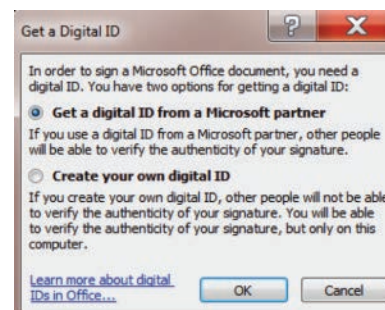 Get a Digital ID
In order to sign a Microsoft Office document, you need a
digital ID. You have two options for getting a digital ID:
Get a digital ID from a Microsoft partner
If you use a digital ID from a Microsoft partner, other people
will be able to verify the authenticity of your signature.
Create your own digital ID
If you create your own digital ID, other people will not be able
to verify the authenticity of your signature. You will be able
to verify the authenticity of your signature, but only on this
computer.
Learn more about digital
IDs in Office...
OK
Cancel